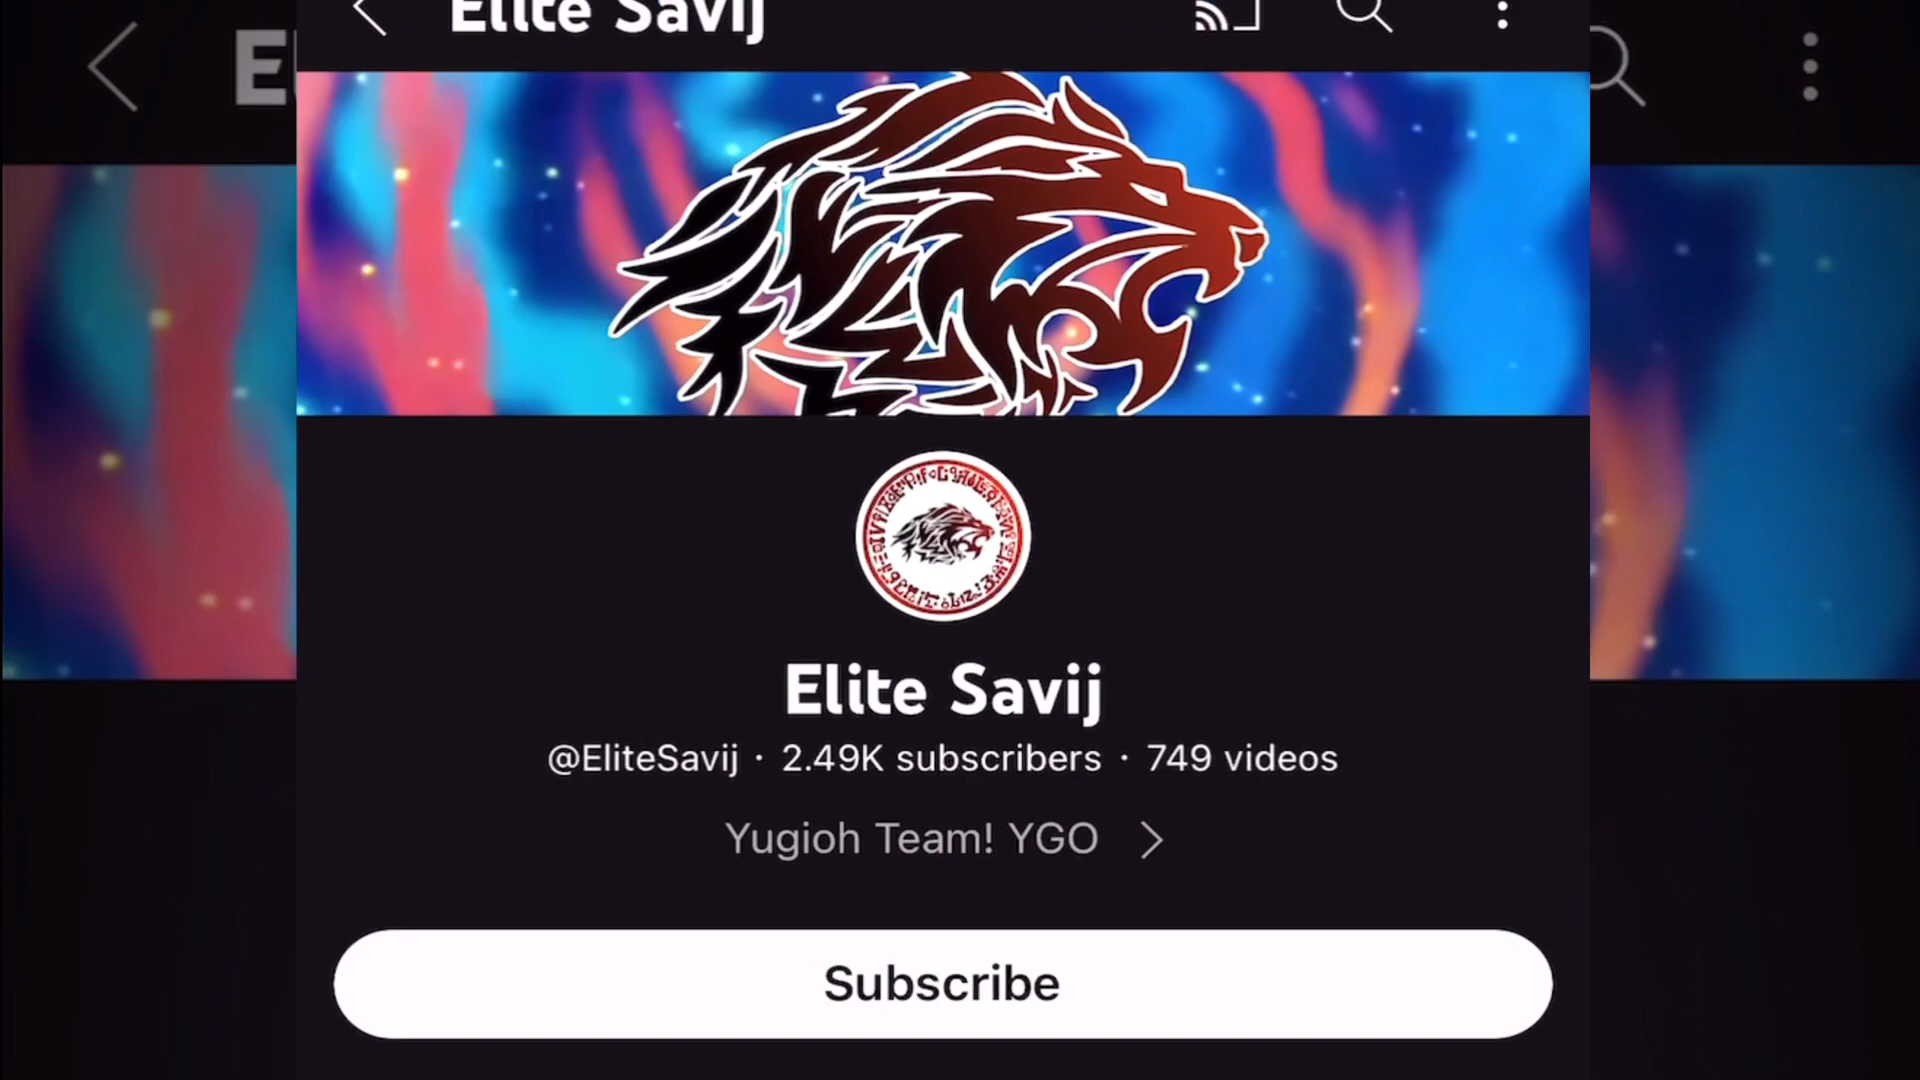 Elite Savij
Elite Savij
@EliteSavij · 2.49K subscribers · 749 videos
Yugioh Team! YGO
Subscribe